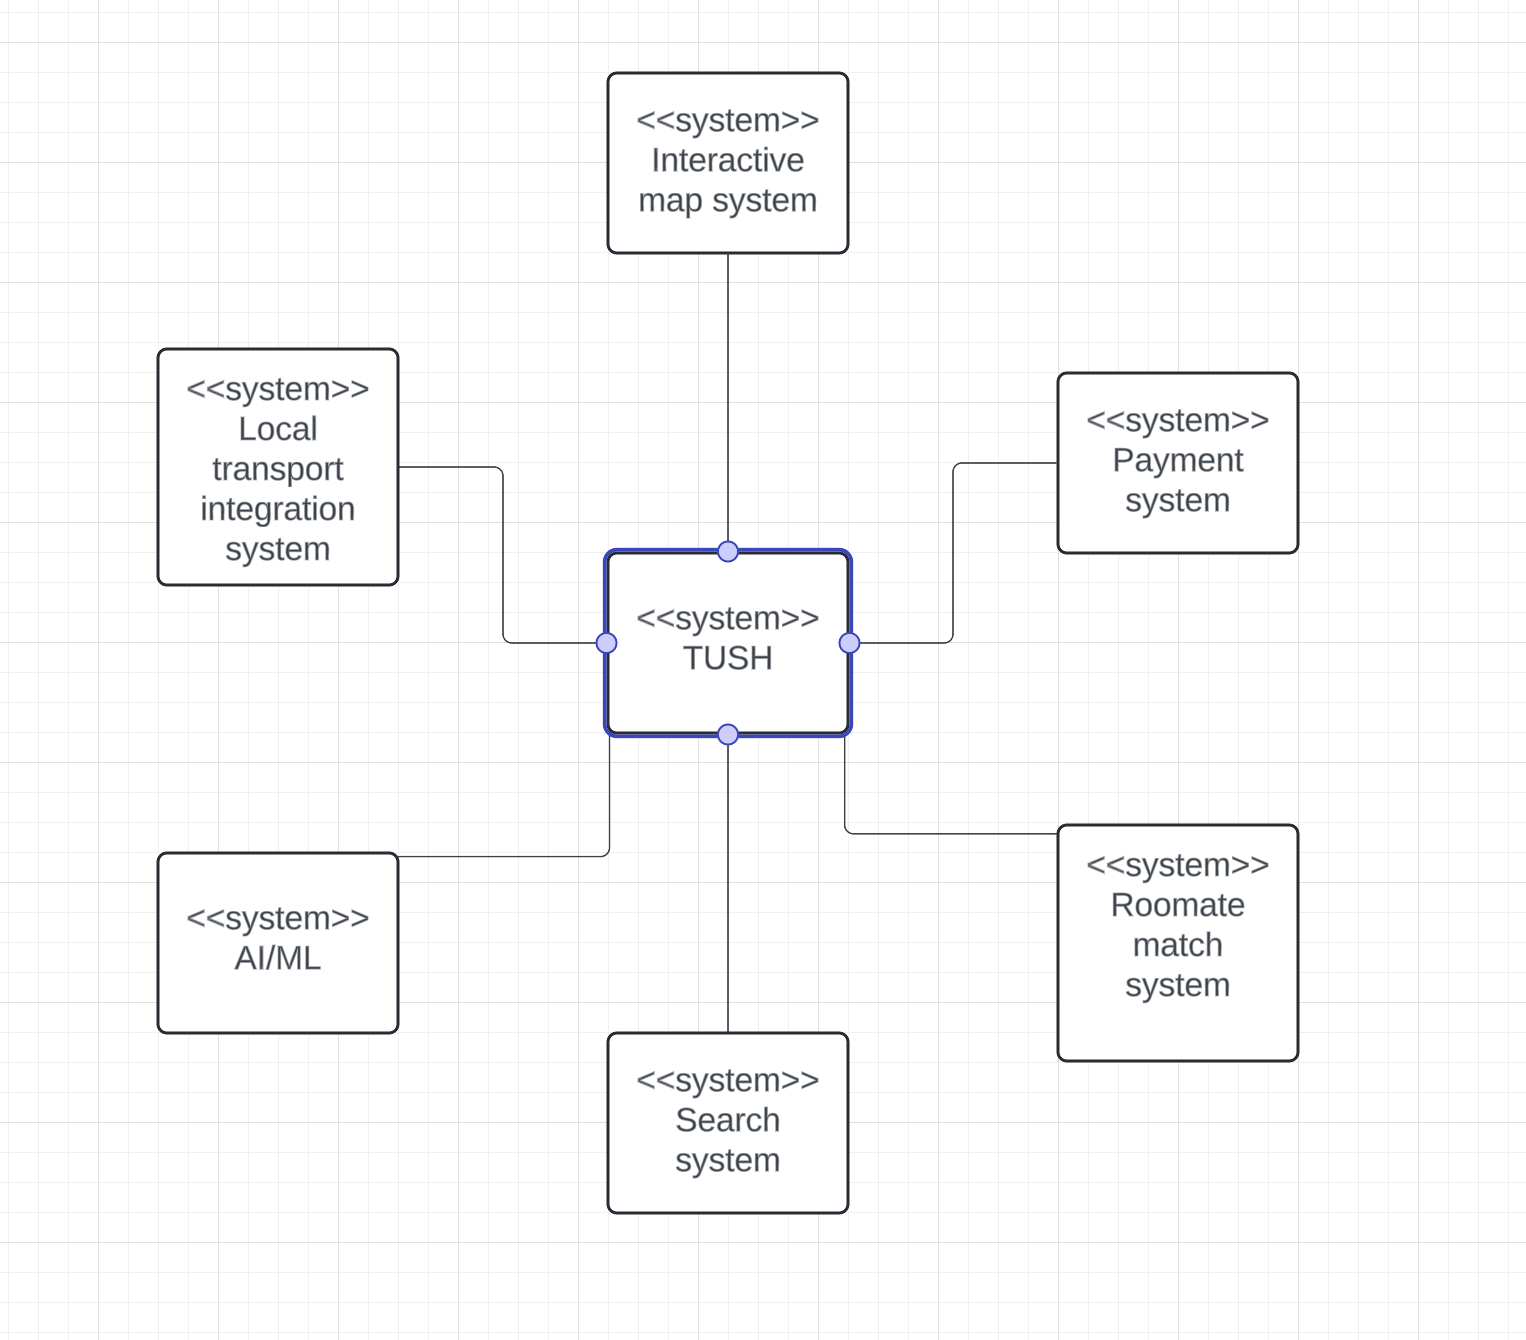 <<system>>
Interactive
map system
<<system>>
Local
transport
integration
system
<<system>>
Payment
system
<<system>>
TUSH
<<system>>
AI/ML
<<system>>
Roomate
match
system
<<system>>
Search
system